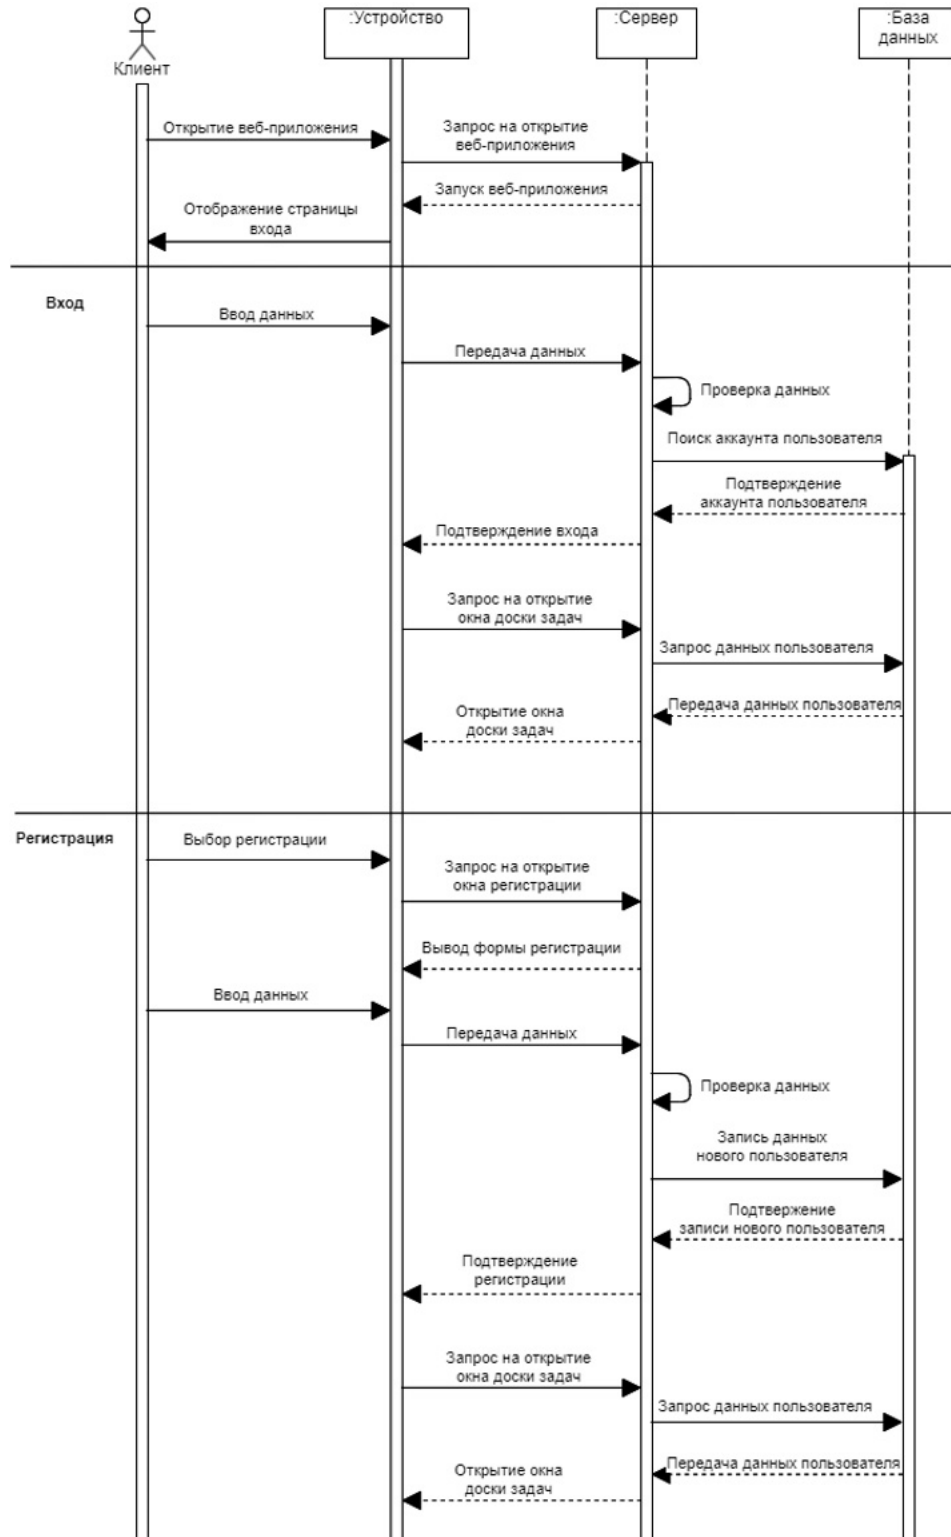 :Устройство
:Сервер
:База
данных
Клиент
Открытие веб-приложения
Запрос на открытие
веб-приложения
Запуск веб-приложения
Отображение страницы
входа
Вход
Ввод данных
Передача данных
Проверка данных
Поиск аккаунта пользователя
Подтверждение
аккаунта пользователя
Подтверждение входа
Запрос на открытие
окна доски задач
Запрос данных пользователя
Передача данных пользователя
Открытие окна
доски задач
Регистрация
Выбор регистрации
Запрос на открытие
окна регистрации
Вывод формы регистрации
Ввод данных
Передача данных
Проверка данных
Запись данных
нового пользователя
Подтвержение
записи нового пользователя
Подтверждение
регистрации
Запрос на открытие
окна доски задач
Запрос данных пользователя
Передача данных пользователя
Открытие окна
доски задач